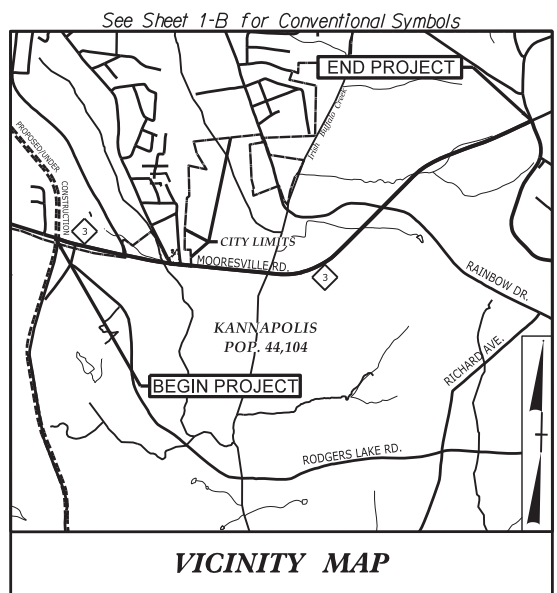 See Sheet 1-B for Conventional Symbols
END PROJECT
Irish Buffalo Creek
PROPOSED/UNDER
CONSTRUCTION
3
CITY LIMITS
MOORESVILLE RD.
3
RAINBOW DR.
KANNAPOLIS
POP. 44,104
RICHARD AVE.
BEGIN PROJECT
RODGERS LAKE RD.
VICINITY MAP